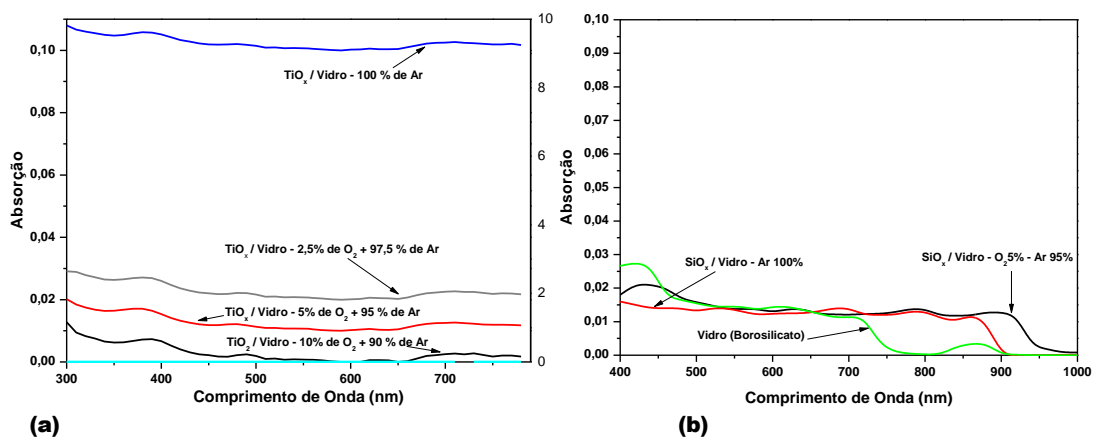 0,00
0,02
0,04
0,06
0,08
0,10
0
2
4
6
8
10
300
400
500
600
700
Absorção
Comprimento de Onda (nm)
TiOx / Vidro - 100 % de Ar
TiOx / Vidro - 2,5% de O2 + 97,5 % de Ar
TiOx / Vidro - 5% de O2 + 95 % de Ar
TiO2 / Vidro - 10% de O2 + 90 % de Ar
(a)
0,00
0,01
0,02
0,03
0,04
0,05
0,06
0,07
0,08
0,09
0,10
400
500
600
700
800
900
1000
Absorção
Comprimento de Onda (nm)
SiOx / Vidro - Ar 100%
SiOx / Vidro - O2 5% - Ar 95%
Vidro (Borosilicato)
(b)